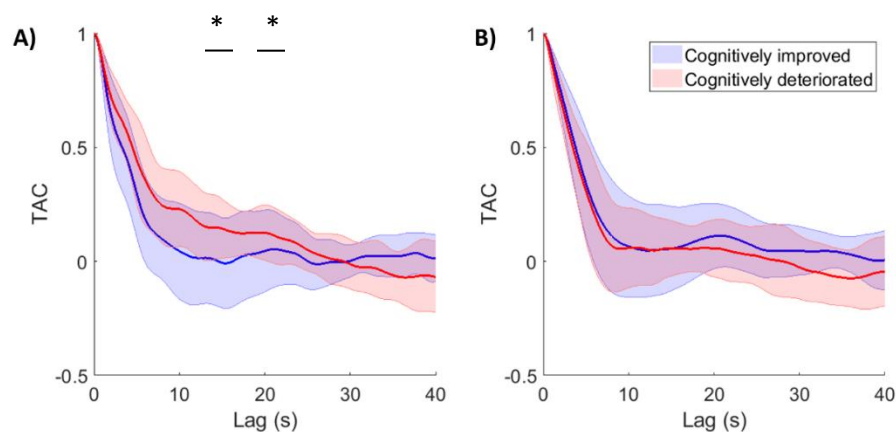 * *
A)
1
0.5
0
-0.5
TAC
0 10 20 30 40
Lag (s)
B)
Cognitively improved
Cognitively deteriorated
1
0.5
0
-0.5
TAC
0 10 20 30 40
Lag (s)